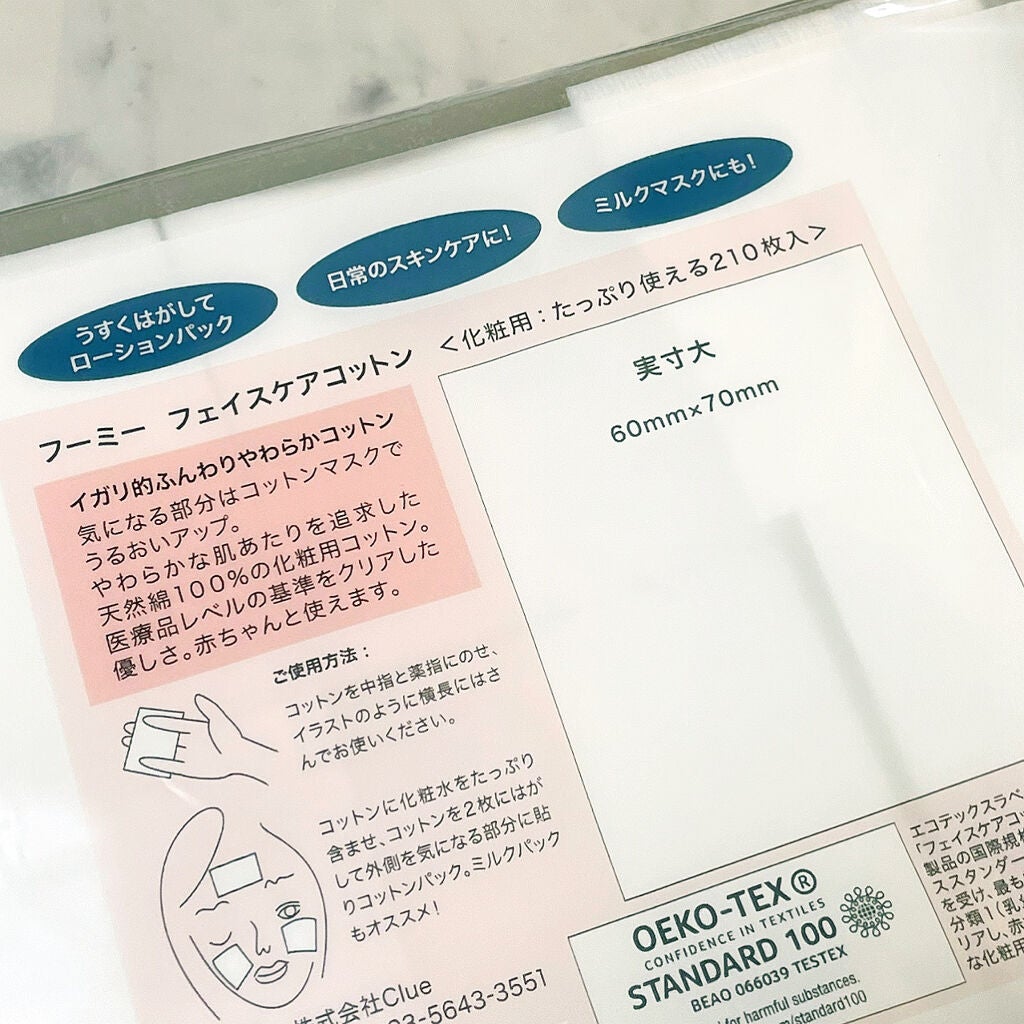 うすくはがして
ローションパック
日常のスキンケアに!
ミルクマスクにも!
フーミー フェイスケアコットン <化粧用:たっぷり使える210枚入>
イガリ的ふんわりやわらかコットン
気になる部分はコットンマスクで
うるおいアップ。
やわらかな肌あたりを追求した
天然綿100%の化粧用コットン。
医療品レベルの基準をクリアした
優しさ。赤ちゃんと使えます。
実寸大
60mm×70mm
ご使用方法:
コットンを中指と薬指にのせ、
イラストのように横長にはさ
んでお使いください。
コットンに化粧水をたっぷり
含ませ、コットンを2枚にはが
して外側を気になる部分に貼
りコットンパック。ミルクパック
もオススメ!
株式会社Clue
03-5643-3551
OEKO-TEX®
CONFIDENCE IN TEXTILES
STANDARD 100
BEAO 066039 TESTEX
for harmful substances.
/standard100
エコテックスラベ
「フェイスケアコッ
製品の国際規格
ススタンダー
を受け、最も
分類1(乳幼
リアし、赤
な化粧用